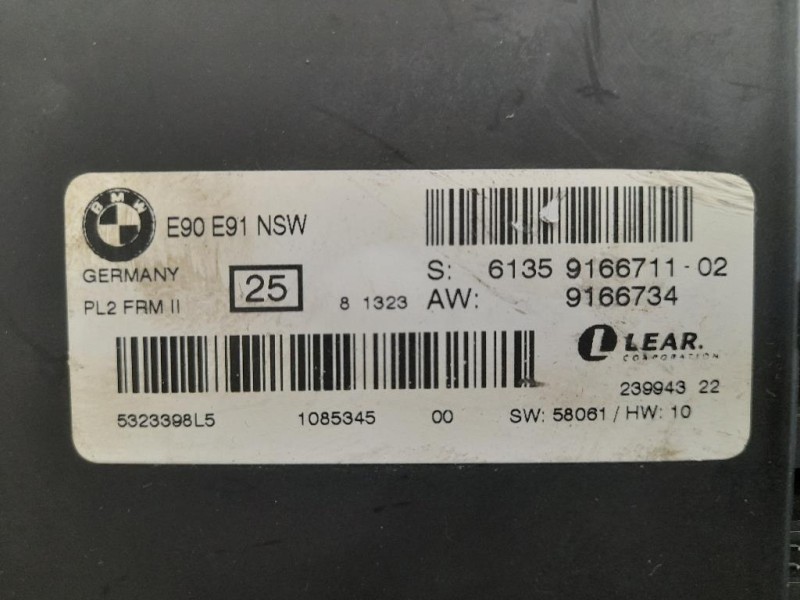 BMW
E90 E91 NSW
GERMANY
PL2 FRM II
25
8 1323
S: 6135 9166711-02
AW: 9166734
L LEAR.
CORPORATION
239943 22
5323398L5 1085345 00 SW: 58061 / HW: 10